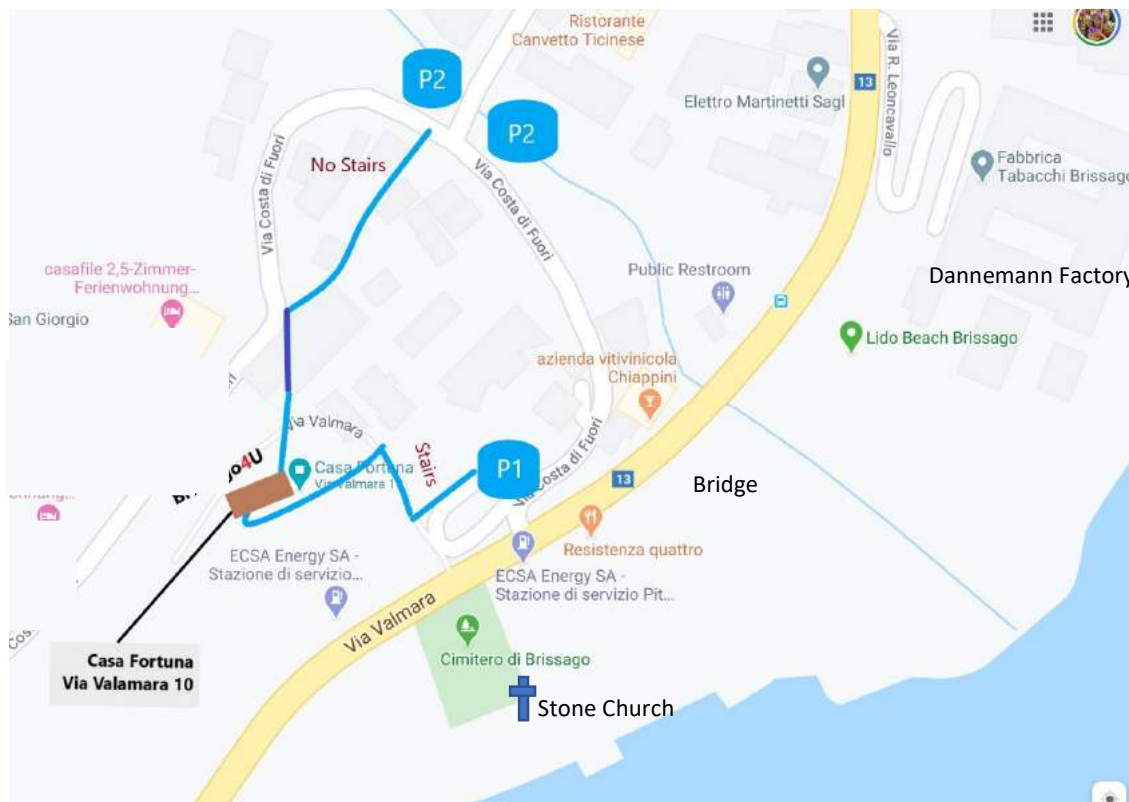 Ristorante
Canvetto Ticinese
P2
13
Via R. Leoncavallo
Elettro Martinetti Sagl
P2
Fabbrica
Tabacchi Brissago
No Stairs
Via Costa di Fuori
Via Costa di Fuori
casafile 2,5-Zimmer-
Ferienwohnung...
San Giorgio
Public Restroom
Dannemann Factory
Lido Beach Brissago
azienda vitivinicola
Chiappini
Via Valmara
Stairs
P1
Via Costa di Fuori
Casa Fortuna
Via Valmara 1
13
Bridge
Resistenza quattro
ECSA Energy SA -
Stazione di servizio...
ECSA Energy SA -
Stazione di servizio Pit...
Via Valmara
Casa Fortuna
Via Valamara 10
Cimitero di Brissago
Stone Church